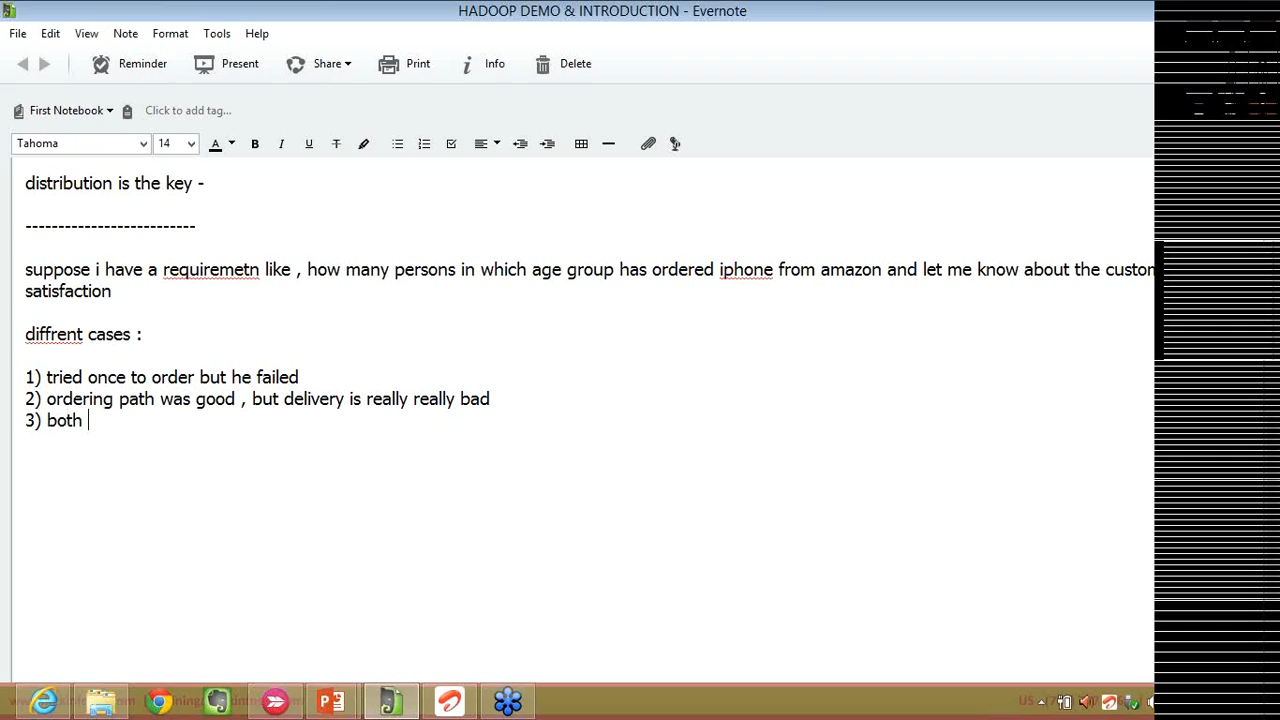 HADOOP DEMO & INTRODUCTION - Evernote
File Edit View Note Format Tools Help
Reminder Present Share Print Info Delete
First Notebook Click to add tag...
Tahoma 14 A B I U T
distribution is the key -
--------------------------
suppose i have a requiremetn like , how many persons in which age group has ordered iphone from amazon and let me know about the custom
satisfaction
diffrent cases :
1) tried once to order but he failed
2) ordering path was good , but delivery is really really bad
3) both
US